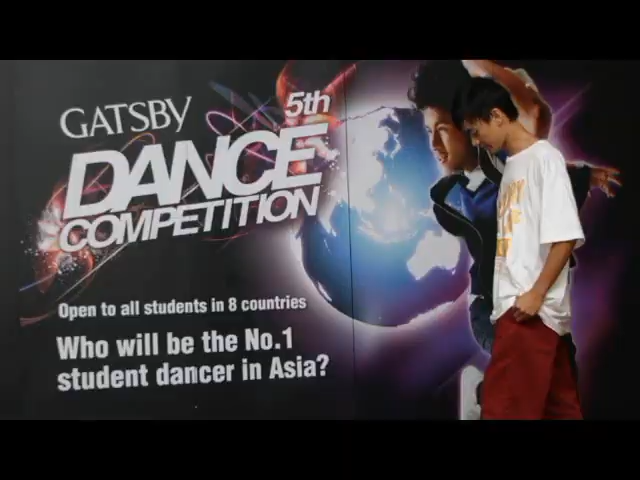 GATSBY
5th
DANCE
COMPETITION
Open to all students in 8 countries
Who will be the No.1
student dancer in Asia?